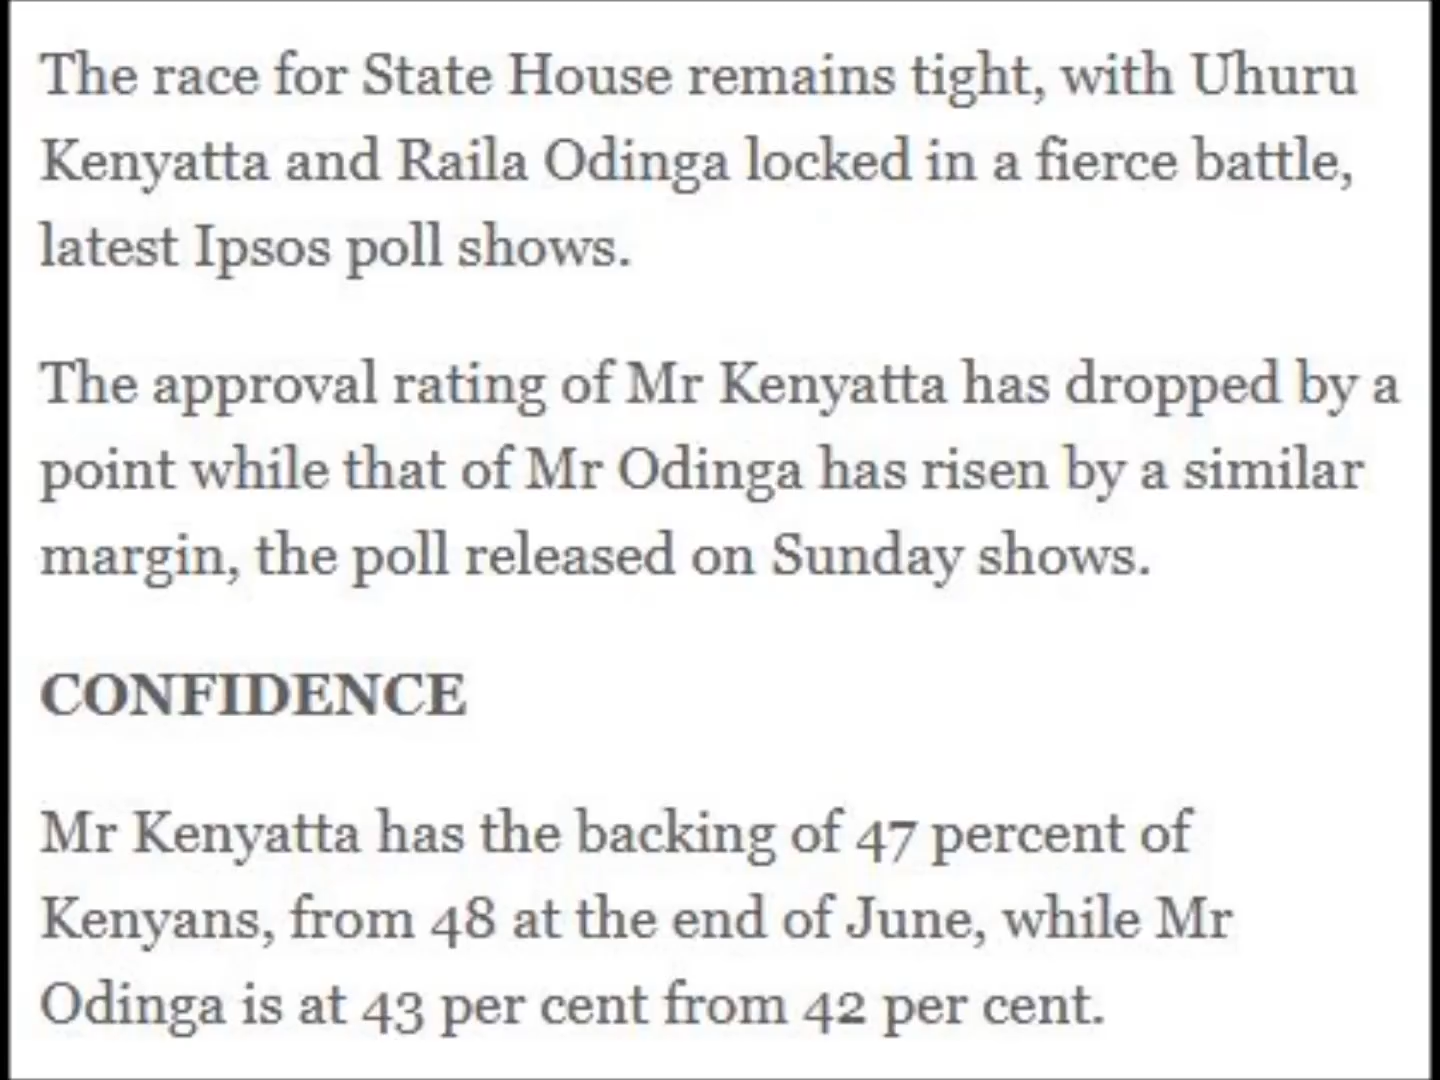 The race for State House remains tight, with Uhuru
Kenyatta and Raila Odinga locked in a fierce battle,
latest Ipsos poll shows.
The approval rating of Mr Kenyatta has dropped by a
point while that of Mr Odinga has risen by a similar
margin, the poll released on Sunday shows.
CONFIDENCE
Mr Kenyatta has the backing of 47 percent of
Kenyans, from 48 at the end of June, while Mr
Odinga is at 43 per cent from 42 per cent.